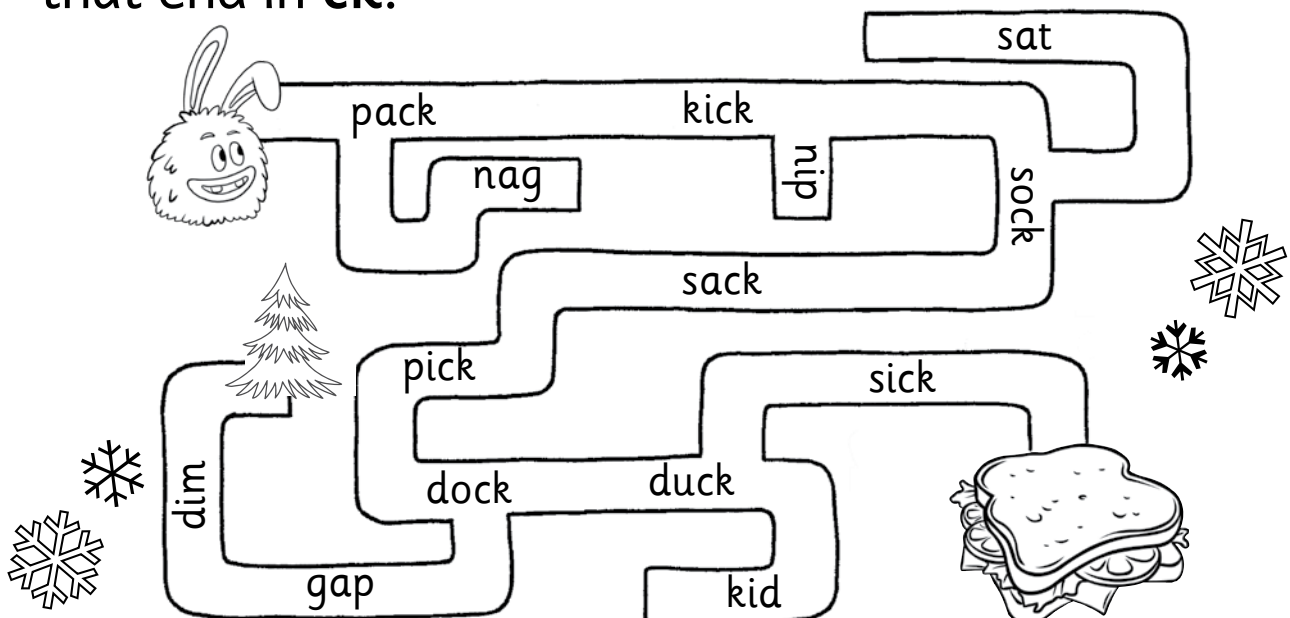 that end in ck.
sat
pack
kick
nip
nag
sock
sack
pick
sick
dim
dock
duck
gap
kid